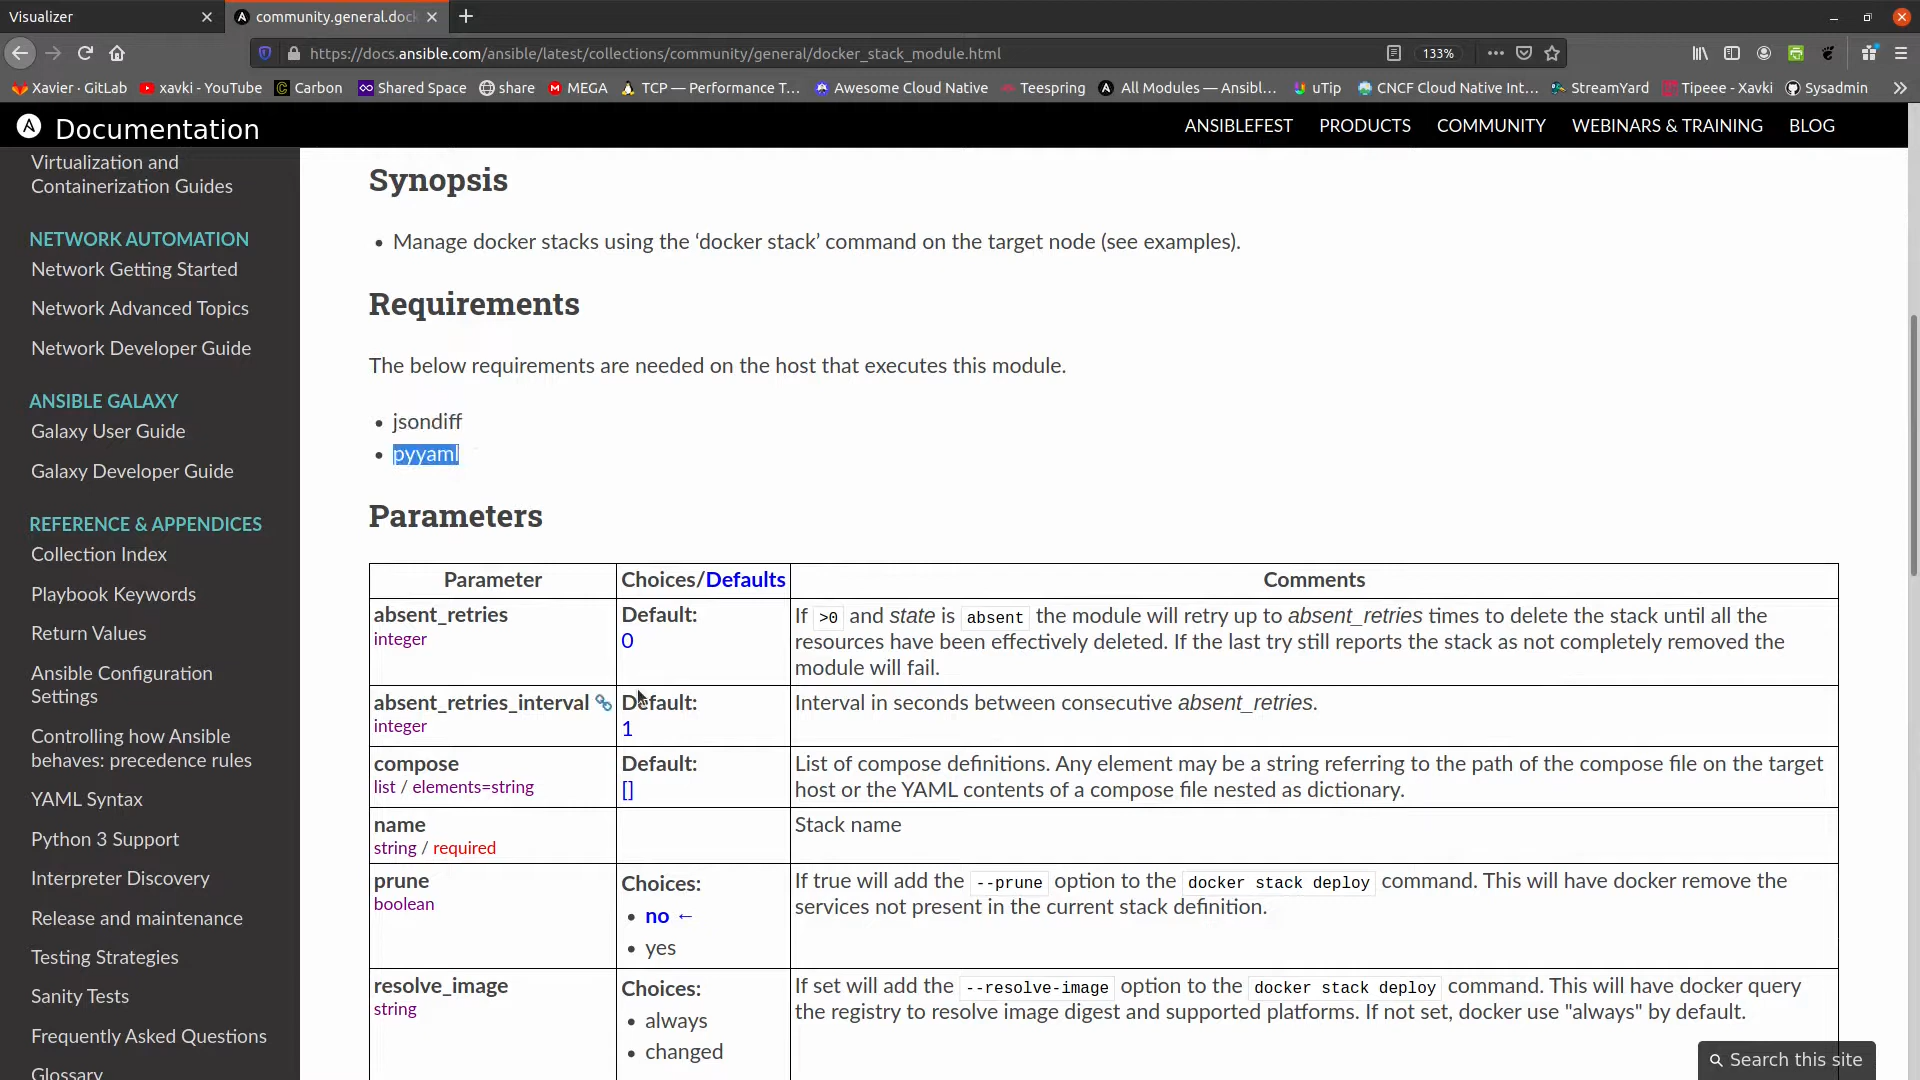 Visualizer
community.general.doc
https://docs.ansible.com/ansible/latest/collections/community/general/docker_stack_module.html
133%
Xavier · GitLab
xavki - YouTube
Carbon
Shared Space
share
MEGA
TCP — Performance T...
Awesome Cloud Native
Teespring
All Modules — Ansibl...
uTip
CNCF Cloud Native Int...
StreamYard
Tipeee - Xavki
Sysadmin
Documentation
ANSIBLEFEST
PRODUCTS
COMMUNITY
WEBINARS & TRAINING
BLOG
Virtualization and
Containerization Guides
NETWORK AUTOMATION
Network Getting Started
Network Advanced Topics
Network Developer Guide
ANSIBLE GALAXY
Galaxy User Guide
Galaxy Developer Guide
REFERENCE & APPENDICES
Collection Index
Playbook Keywords
Return Values
Ansible Configuration
Settings
Controlling how Ansible
behaves: precedence rules
YAML Syntax
Python 3 Support
Interpreter Discovery
Release and maintenance
Testing Strategies
Sanity Tests
Frequently Asked Questions
Glossary
Synopsis
Manage docker stacks using the ‘docker stack’ command on the target node (see examples).
Requirements
The below requirements are needed on the host that executes this module.
jsondiff
pyyaml
Parameters
Parameter
Choices/Defaults
Comments
absent_retries
integer
Default:
0
If >0 and state is absent the module will retry up to absent_retries times to delete the stack until all the
resources have been effectively deleted. If the last try still reports the stack as not completely removed the
module will fail.
absent_retries_interval
integer
Default:
1
Interval in seconds between consecutive absent_retries.
compose
list / elements=string
Default:
[]
List of compose definitions. Any element may be a string referring to the path of the compose file on the target
host or the YAML contents of a compose file nested as dictionary.
name
string / required
Stack name
prune
boolean
Choices:
no ←
yes
If true will add the --prune option to the docker stack deploy command. This will have docker remove the
services not present in the current stack definition.
resolve_image
string
Choices:
always
changed
If set will add the --resolve-image option to the docker stack deploy command. This will have docker query
the registry to resolve image digest and supported platforms. If not set, docker use "always" by default.
Search this site